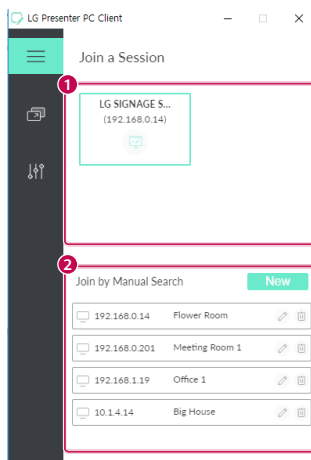 LG Presenter PC Client
Join a Session
1
LG SIGNAGE S...
(192.168.0.14)
2
Join by Manual Search
New
192.168.0.14 Flower Room
192.168.0.201 Meeting Room 1
192.168.1.19 Office 1
10.1.4.14 Big House